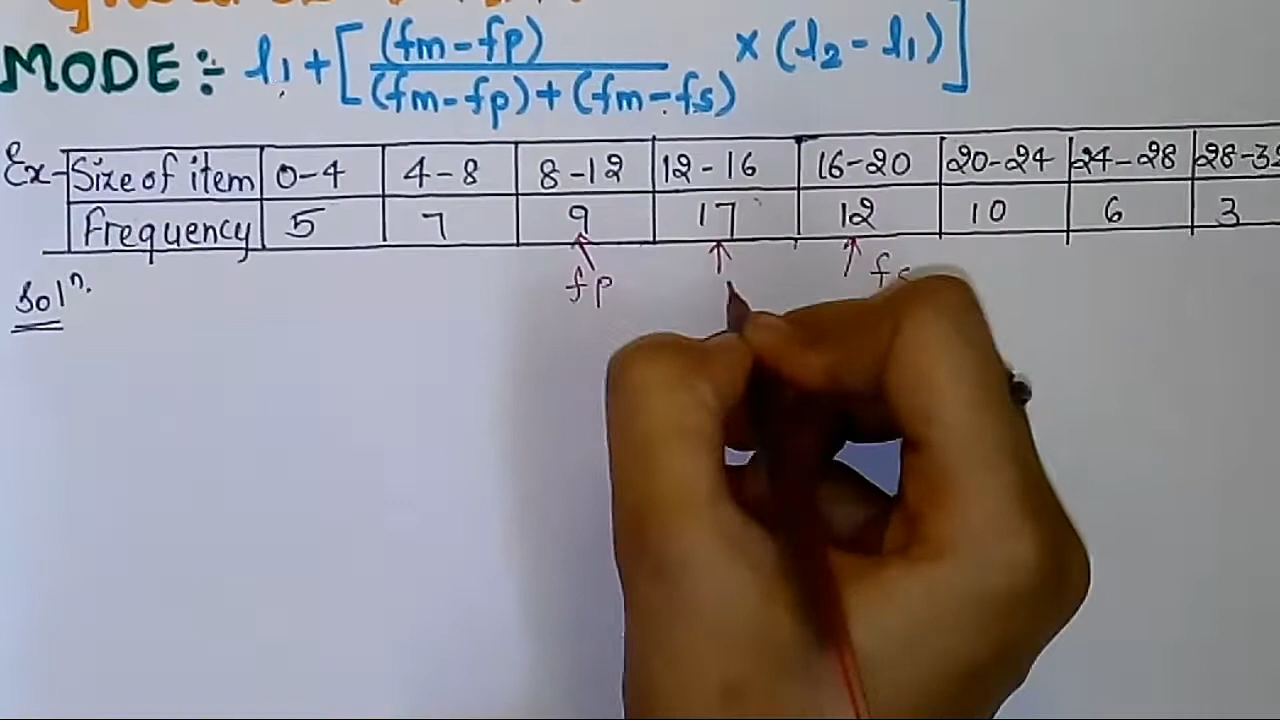 MODE:- l1 + [ (fm-fp) / (fm-fp)+(fm-fs) × (l2-l1) ]
Ex- Size of item 0-4 4-8 8-12 12-16 16-20 20-24 24-28
Frequency 5 7 9 17 12 10 6 3
Solⁿ.
fp